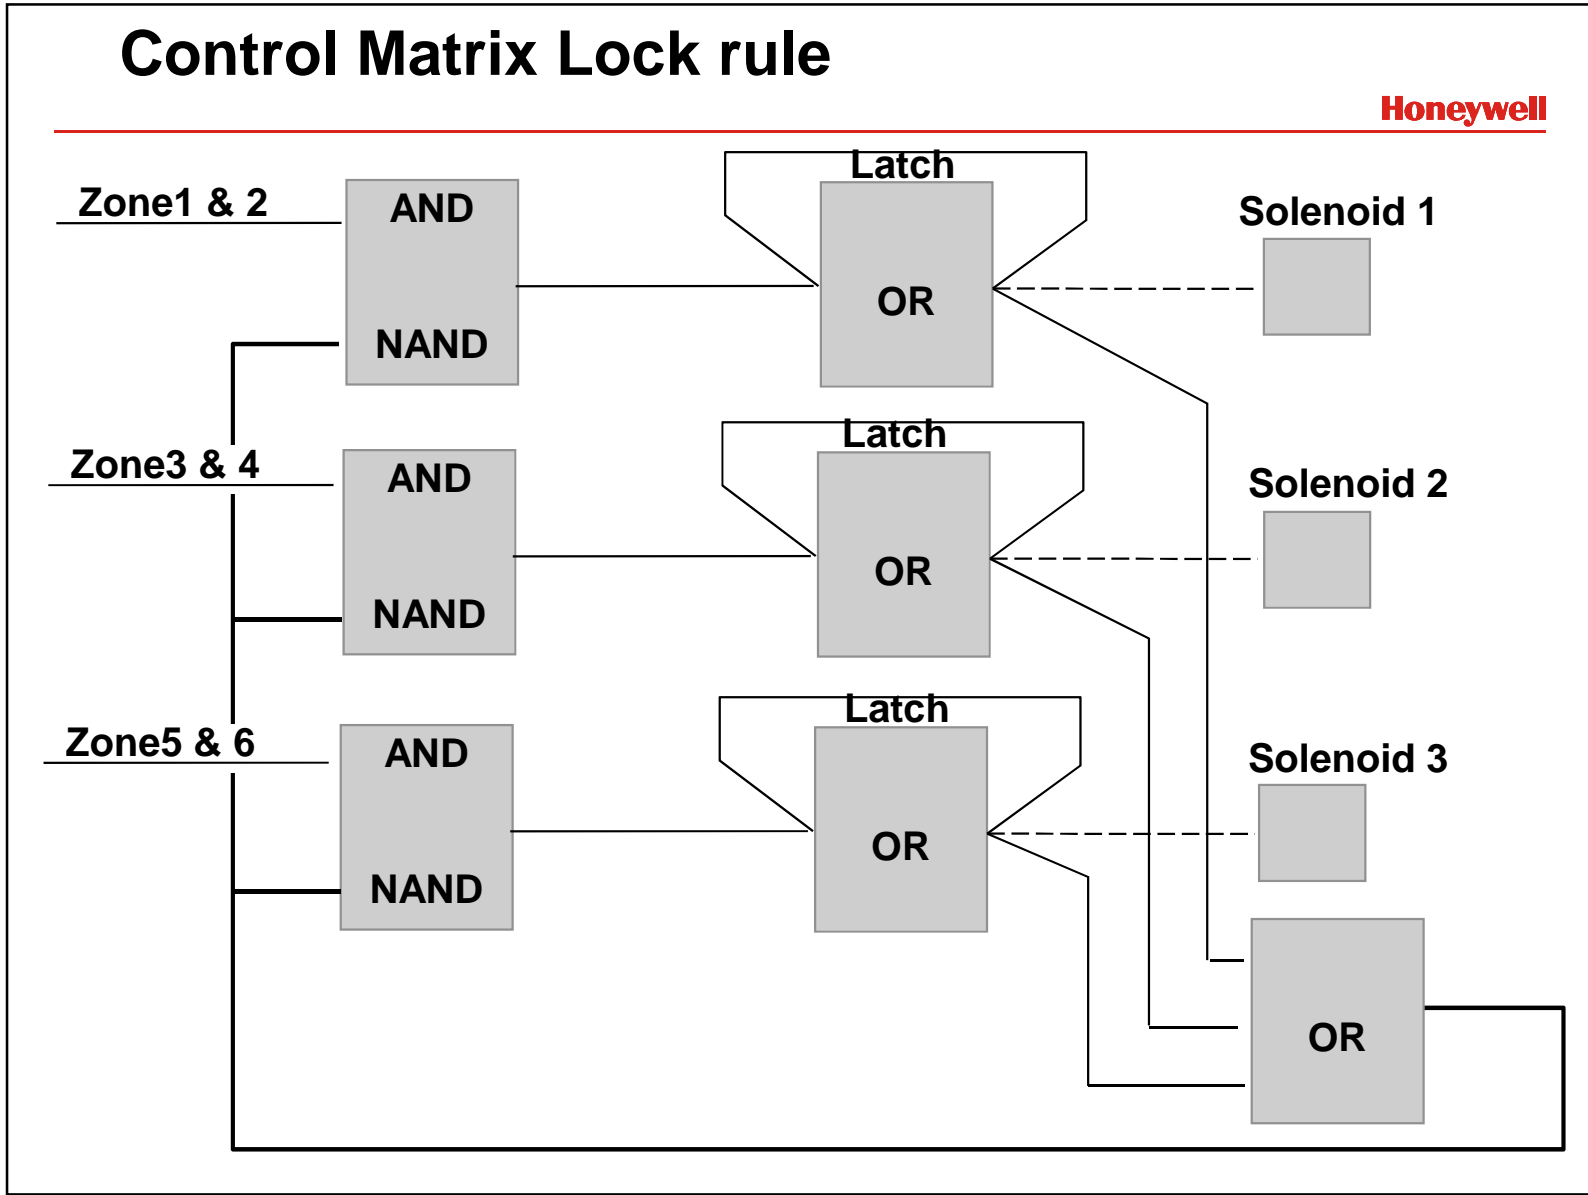 Control Matrix Lock rule
Honeywell
Zone1 & 2
AND
NAND
Latch
OR
Solenoid 1
Zone3 & 4
AND
NAND
Latch
OR
Solenoid 2
Zone5 & 6
AND
NAND
Latch
OR
Solenoid 3
OR